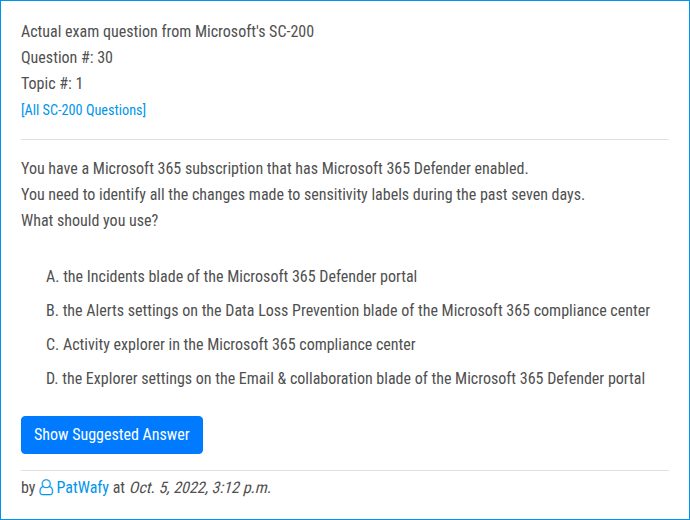 Actual exam question from Microsoft's SC-200
Question #: 30
Topic #: 1
[All SC-200 Questions]
You have a Microsoft 365 subscription that has Microsoft 365 Defender enabled.
You need to identify all the changes made to sensitivity labels during the past seven days.
What should you use?
A. the Incidents blade of the Microsoft 365 Defender portal
B. the Alerts settings on the Data Loss Prevention blade of the Microsoft 365 compliance center
C. Activity explorer in the Microsoft 365 compliance center
D. the Explorer settings on the Email & collaboration blade of the Microsoft 365 Defender portal
Show Suggested Answer
by PatWafy at Oct. 5, 2022, 3:12 p.m.